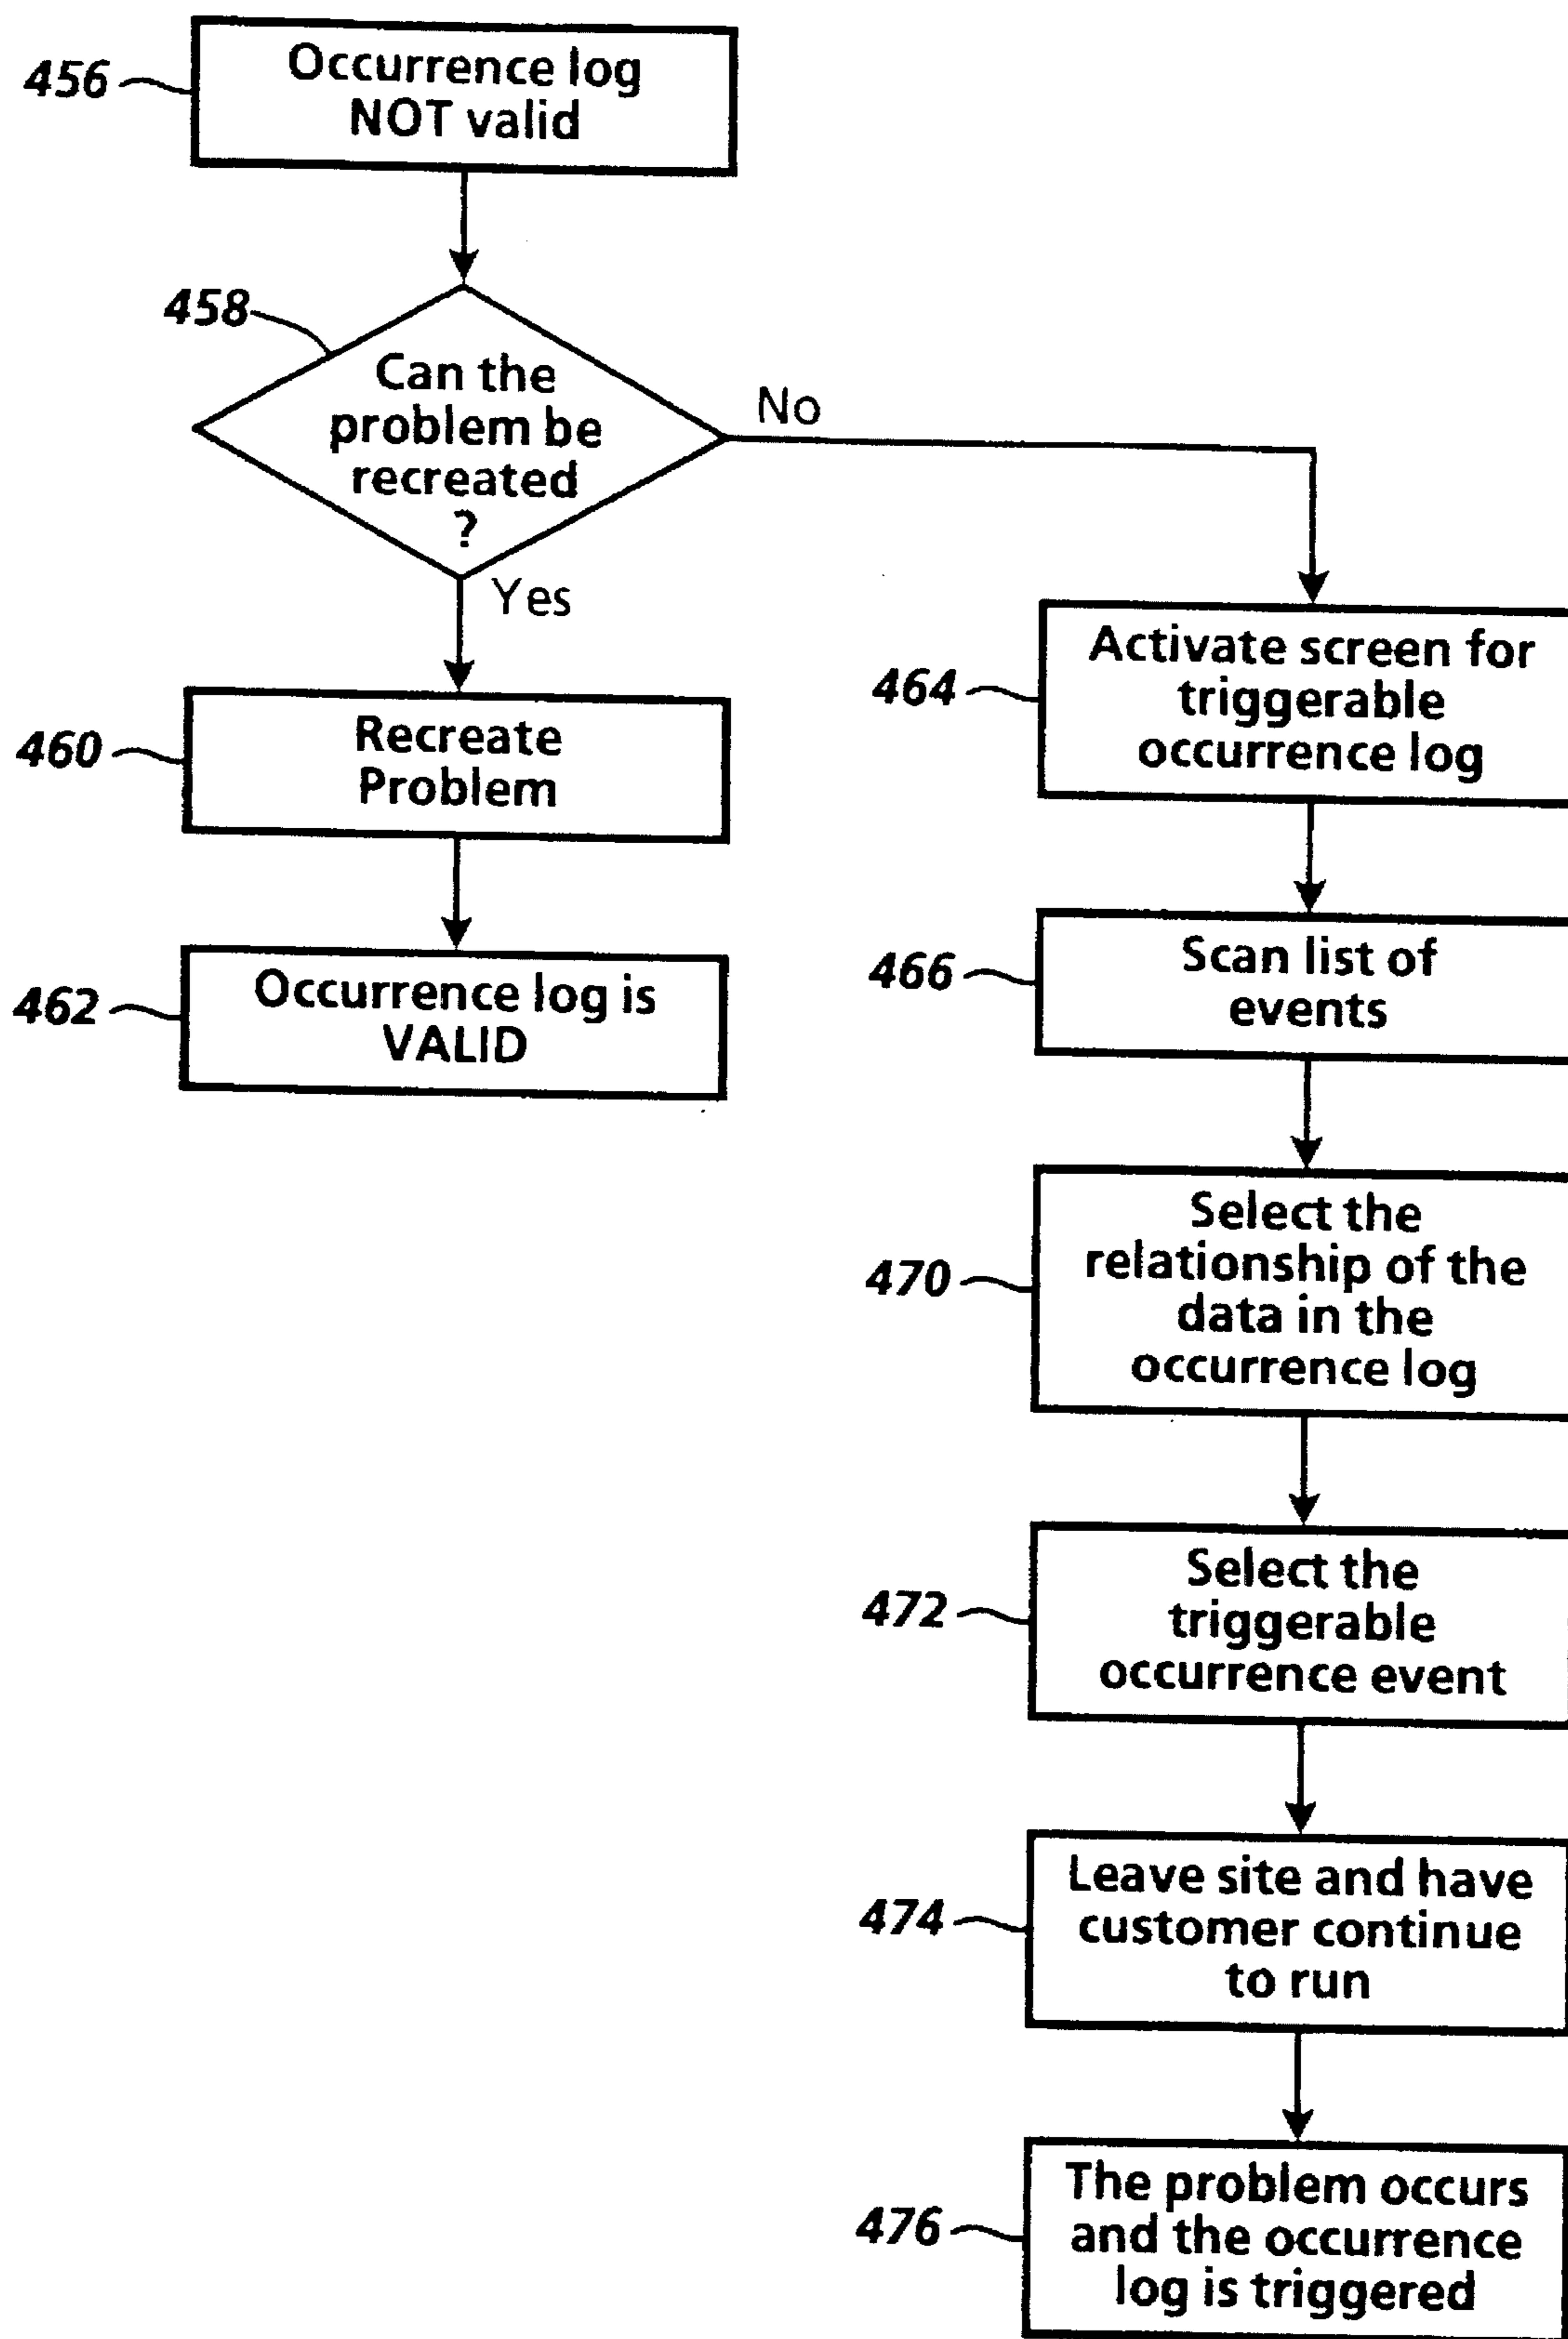 456
Occurrence log
NOT valid
458
Can the
problem be
recreated
?
No
Yes
460
Recreate
Problem
462
Occurrence log is
VALID
464
Activate screen for
triggerable
occurrence log
466
Scan list of
events
470
Select the
relationship of the
data in the
occurrence log
472
Select the
triggerable
occurrence event
474
Leave site and have
customer continue
to run
476
The problem occurs
and the occurrence
log is triggered